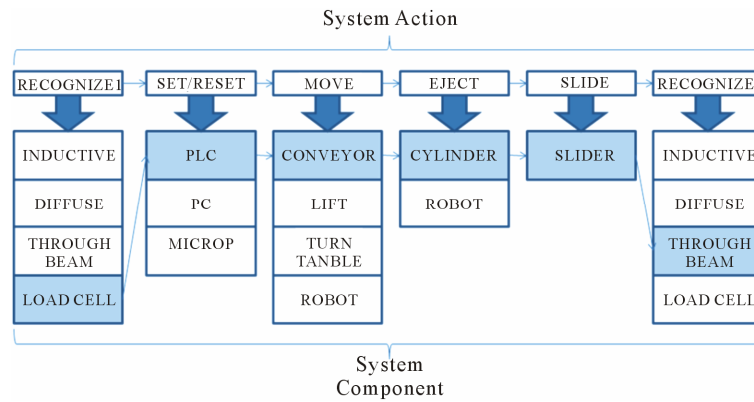 System Action
RECOGNIZE1 SET/RESET MOVE EJECT SLIDE RECOGNIZE
INDUCTIVE PLC CONVEYOR CYLINDER SLIDER INDUCTIVE
DIFFUSE PC LIFT ROBOT DIFFUSE
THROUGH MICROP TURN THROUGH
BEAM TANBLE BEAM
LOAD CELL ROBOT LOAD CELL
System
Component